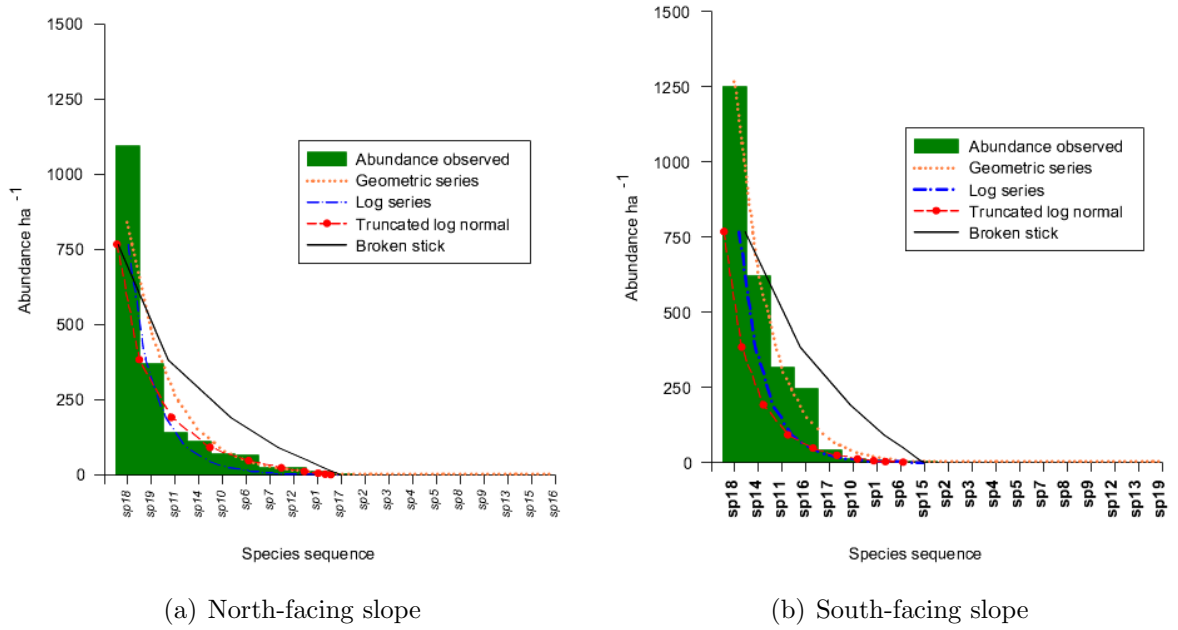 1500
1250
1000
750
500
250
0
Abundance ha -1
Abundance observed
Geometric series
Log series
Truncated log normal
Broken stick
sp18 sp19 sp11 sp14 sp10 sp6 sp7 sp12 sp1 sp17 sp2 sp3 sp4 sp5 sp8 sp9 sp13 sp15 sp16
Species sequence
(a) North-facing slope
1500
1250
1000
750
500
250
0
Abundance ha -1
Abundance observed
Geometric series
Log series
Truncated log normal
Broken stick
sp18 sp14 sp11 sp16 sp17 sp10 sp1 sp6 sp15 sp2 sp3 sp4 sp5 sp7 sp8 sp9 sp12 sp13 sp19
Species sequence
(b) South-facing slope